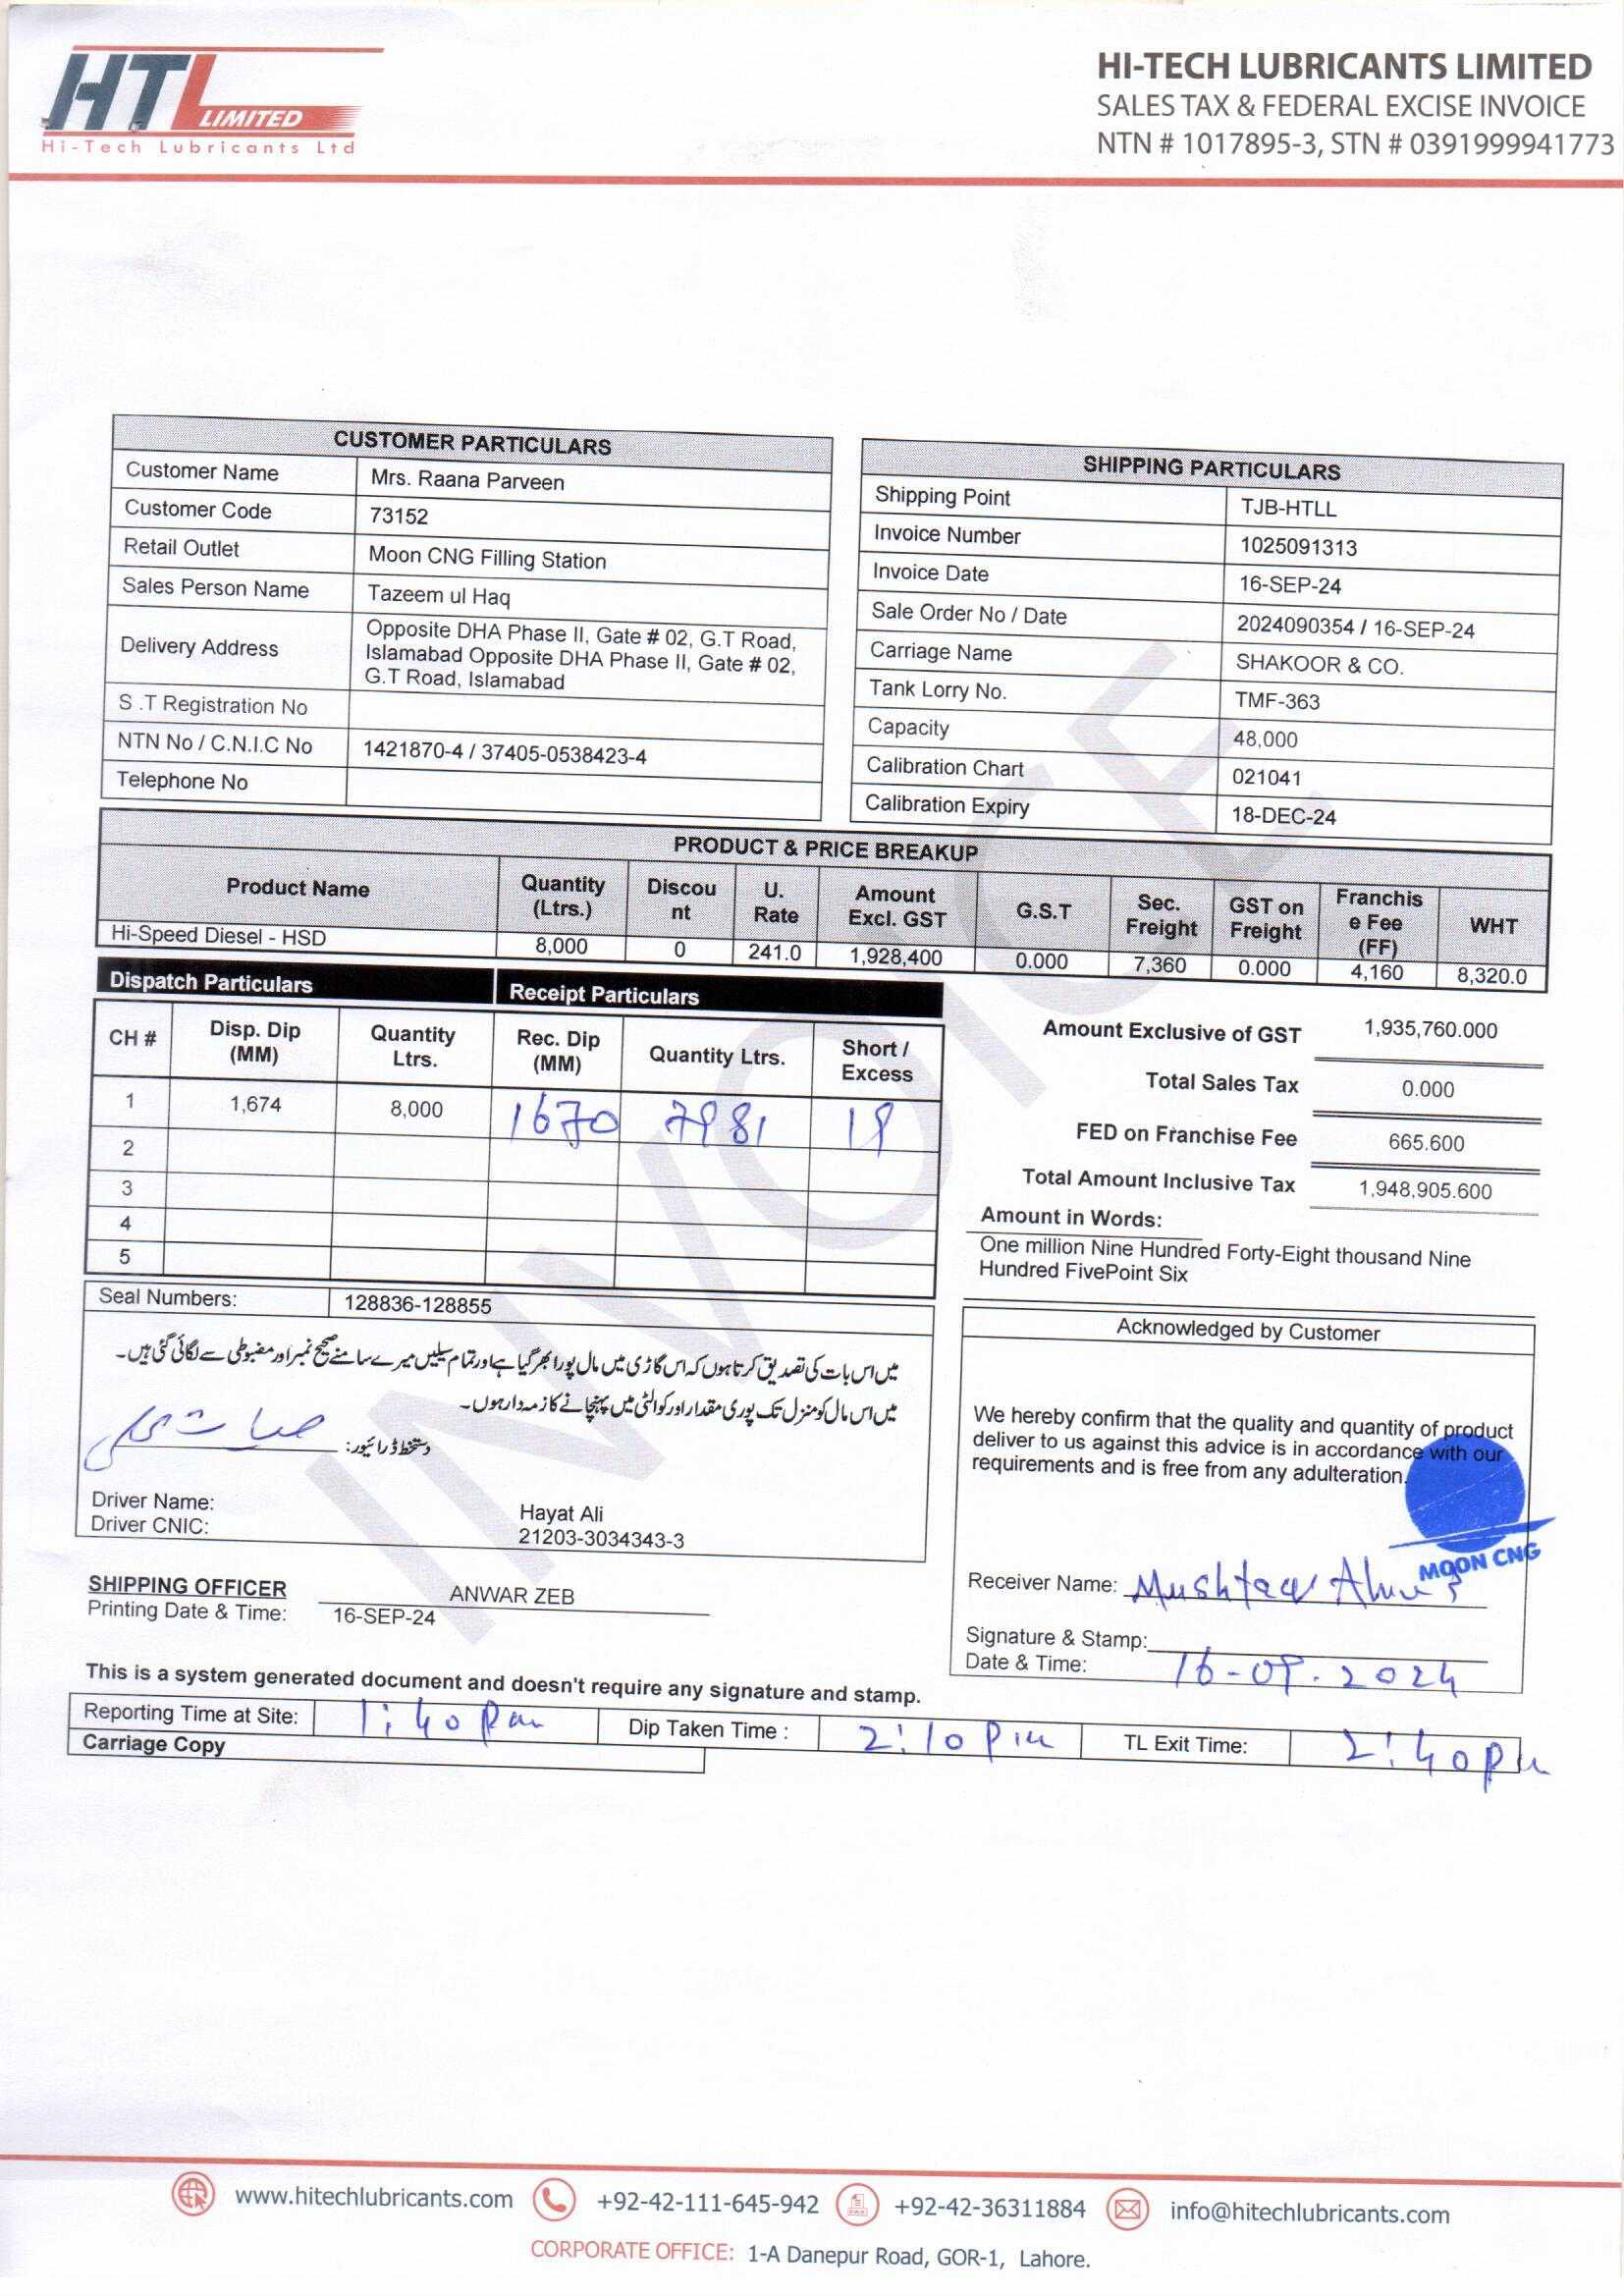 HTL
LIMITED
Hi-Tech Lubricants Ltd
HI-TECH LUBRICANTS LIMITED
SALES TAX & FEDERAL EXCISE INVOICE
NTN # 1017895-3, STN # 0391999941773
CUSTOMER PARTICULARS
Customer Name Mrs. Raana Parveen
Customer Code 73152
Retail Outlet Moon CNG Filling Station
Sales Person Name Tazeem ul Haq
Delivery Address Opposite DHA Phase II, Gate # 02, G.T Road,
Islamabad Opposite DHA Phase II, Gate # 02,
G.T Road, Islamabad
S .T Registration No
NTN No / C.N.I.C No 1421870-4 / 37405-0538423-4
Telephone No
SHIPPING PARTICULARS
Shipping Point TJB-HTLL
Invoice Number 1025091313
Invoice Date 16-SEP-24
Sale Order No / Date 2024090354 / 16-SEP-24
Carriage Name SHAKOOR & CO.
Tank Lorry No. TMF-363
Capacity 48,000
Calibration Chart 021041
Calibration Expiry 18-DEC-24
PRODUCT & PRICE BREAKUP
Product Name Quantity (Ltrs.) Discount U. Rate Amount Excl. GST G.S.T Sec. Freight GST on Freight Franchise Fee (FF) WHT
Hi-Speed Diesel - HSD 8,000 0 241.0 1,928,400 0.000 7,360 0.000 4,160 8,320.0
Dispatch Particulars Receipt Particulars
CH # Disp. Dip (MM) Quantity Ltrs. Rec. Dip (MM) Quantity Ltrs. Short / Excess
1 1,674 8,000 1670 7981 19
2
3
4
5
Amount Exclusive of GST 1,935,760.000
Total Sales Tax 0.000
FED on Franchise Fee 665.600
Total Amount Inclusive Tax 1,948,905.600
Amount in Words:
One million Nine Hundred Forty-Eight thousand Nine
Hundred FivePoint Six
Seal Numbers: 128836-128855
میں اس بات کی تصدیق کرتا ہوں کہ اس گاڑی میں مال پورا بھر گیا ہے اور تمام سیلیں میرے سامنے صحیح نمبر اور مضبوطی سے لگائی گئی ہیں۔
میں اس مال کو منزل تک پوری مقدار اور کوالٹی میں پہنچانے کا زمہ دار ہوں۔
دستخط ڈرائیور:
Driver Name: Hayat Ali
Driver CNIC: 21203-3034343-3
Acknowledged by Customer
We hereby confirm that the quality and quantity of product
deliver to us against this advice is in accordance with our
requirements and is free from any adulteration.
MOON CNG
Receiver Name: Mushtaq
Signature & Stamp:
Date & Time: 16-09-2024
SHIPPING OFFICER ANWAR ZEB
Printing Date & Time: 16-SEP-24
This is a system generated document and doesn't require any signature and stamp.
Reporting Time at Site: 1:40 pm Dip Taken Time : 2:10 pm TL Exit Time: 2:40 pm
Carriage Copy
INVOICE
www.hitechlubricants.com +92-42-111-645-942 +92-42-36311884 info@hitechlubricants.com
CORPORATE OFFICE: 1-A Danepur Road, GOR-1, Lahore.